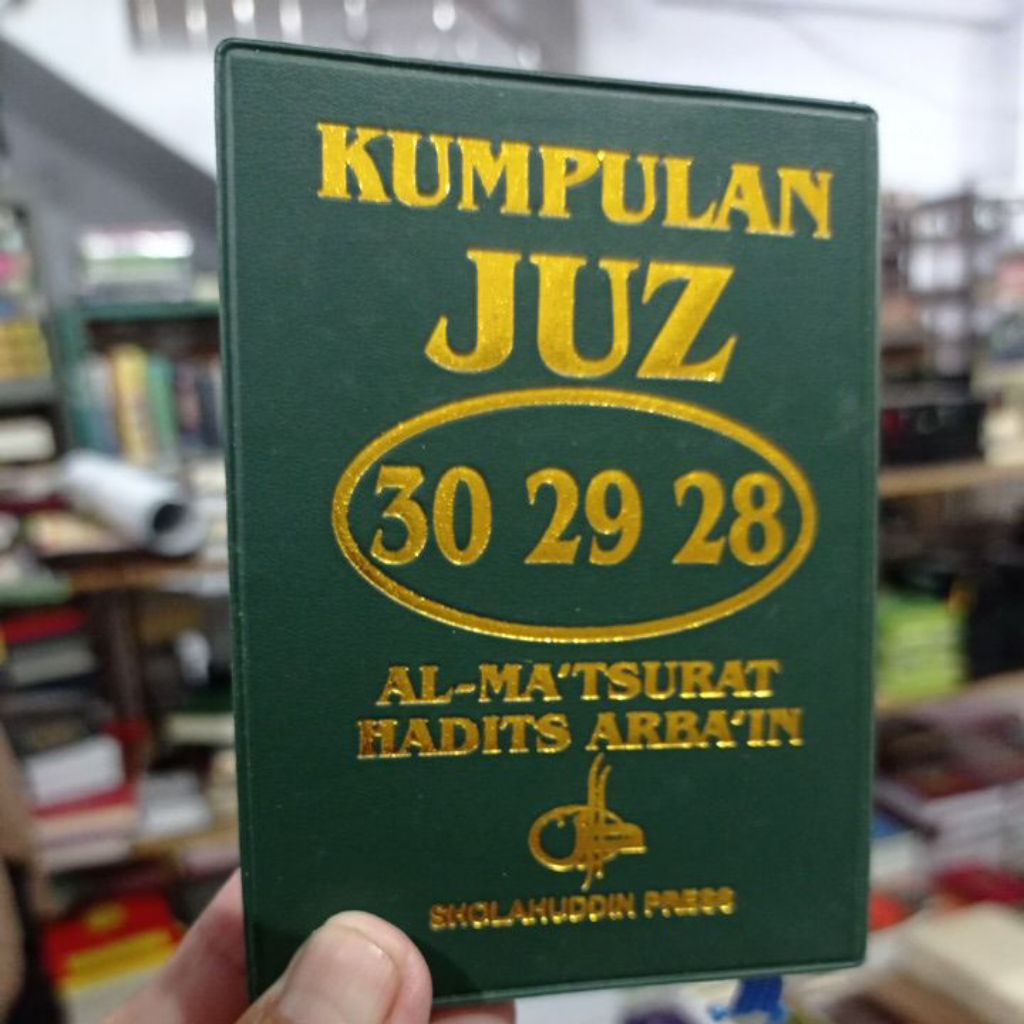 KUMPULAN
JUZ
30 29 28
AL-MA'TSURAT
HADITS ARBA'IN
SHOLAHUDDIN PRESS